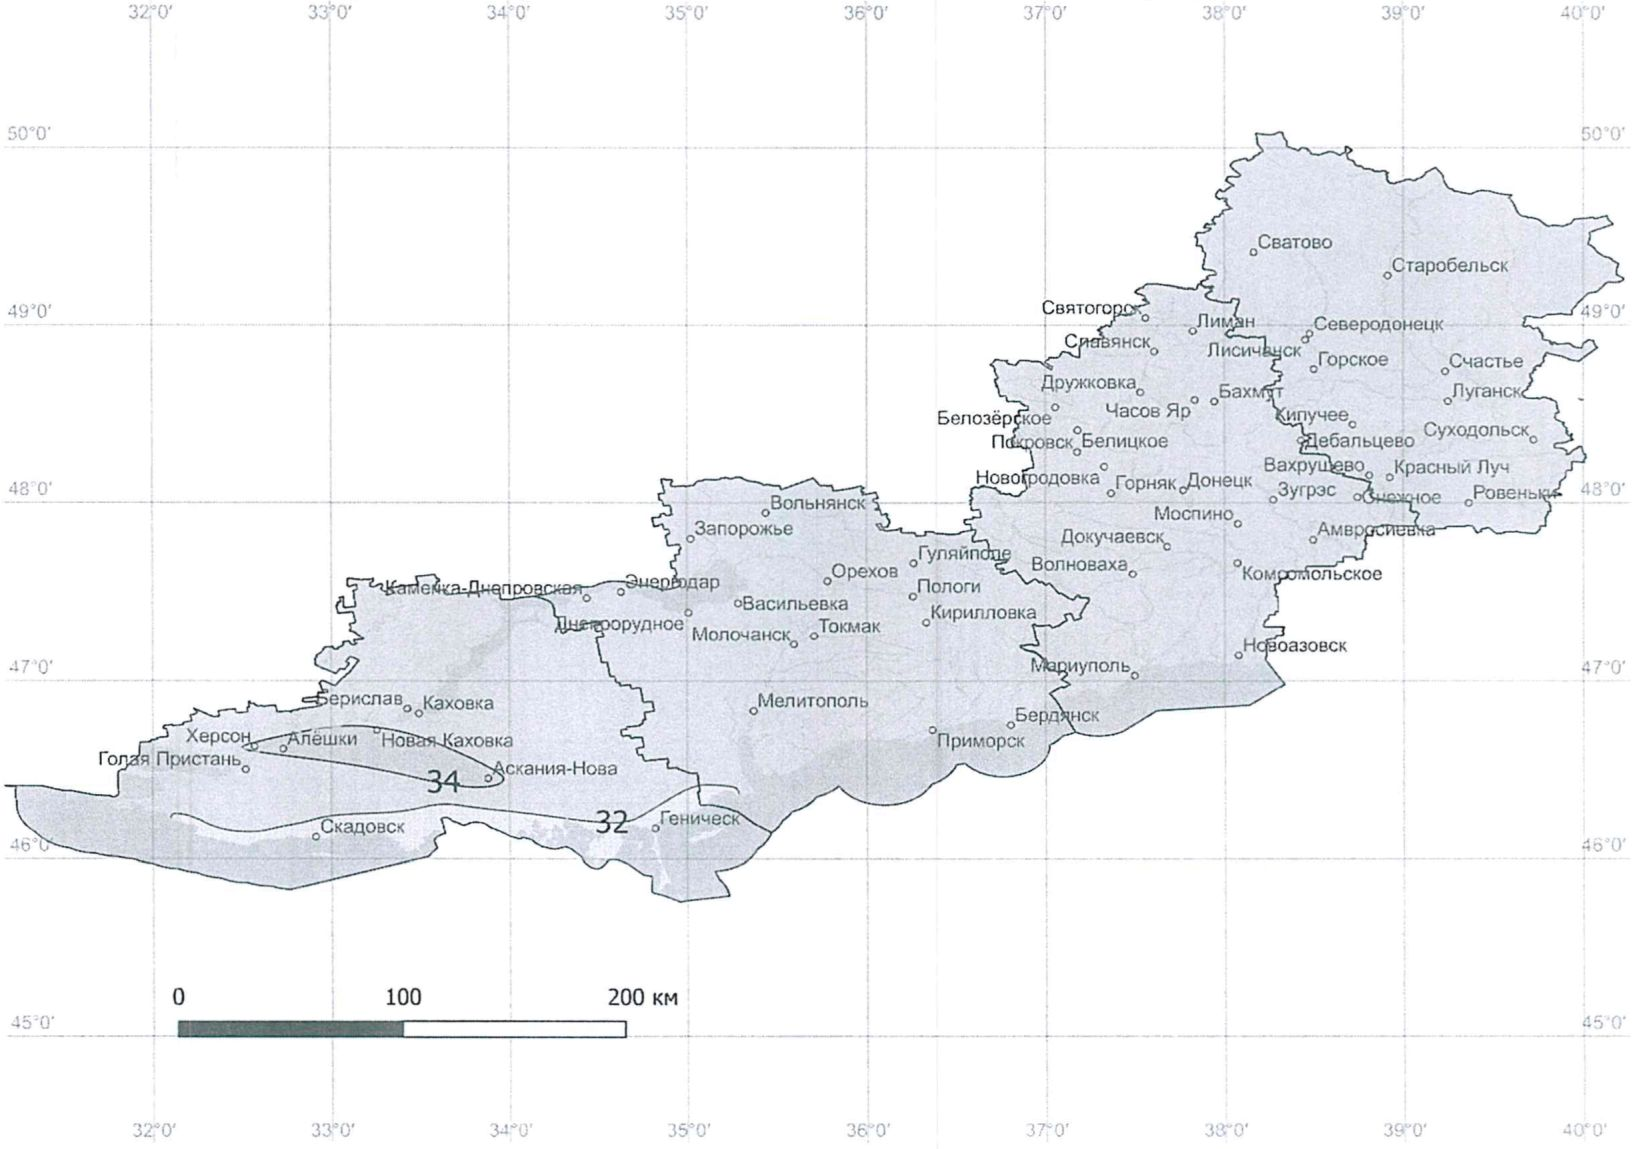 32°0' 33°0' 34°0' 35°0' 36°0' 37°0' 38°0' 39°0' 40°0'
50°0' 50°0'
Сватово
Старобельск
Святогорск
49°0' Лиман Северодонецк 49°0'
Славянск Лисичанск Горское Счастье
Дружковка Бахмут Луганск
Белозёрское Часов Яр Кипучее
Покровск Белицкое Дебальцево Суходольск
Новогродовка Горняк Донецк Вахрушево Красный Луч
48°0' Зугрэс Снежное Ровеньки 48°0'
Вольнянск Моспино
Запорожье Докучаевск Амвросиевка
Гуляйполе Волноваха Комсомольское
Каменка-Днепровская Энергодар Орехов Пологи
Днепрорудное Васильевка Кирилловка
Молочанск Токмак Новоазовск
47°0' Мариуполь 47°0'
Берислав Каховка Мелитополь Бердянск
Херсон Алёшки Новая Каховка Приморск
Голая Пристань Аскания-Нова
34
32 Геническ
Скадовск
46°0' 46°0'
0 100 200 км
45°0' 45°0'
32°0' 33°0' 34°0' 35°0' 36°0' 37°0' 38°0' 39°0' 40°0'